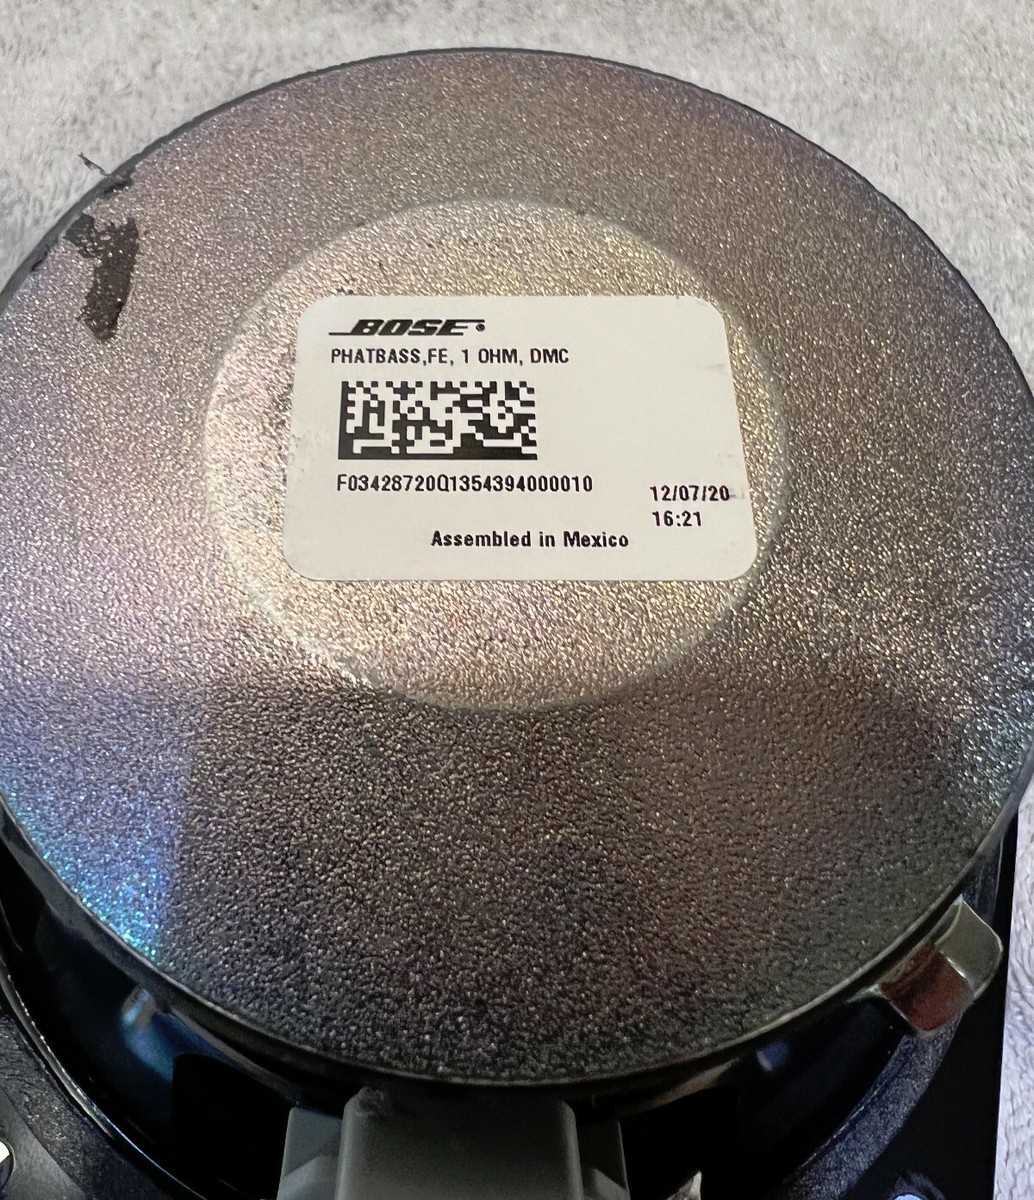 BOSE
PHATBASS,FE, 1 OHM, DMC
F03428720Q1354394000010
12/07/20
16:21
Assembled in Mexico